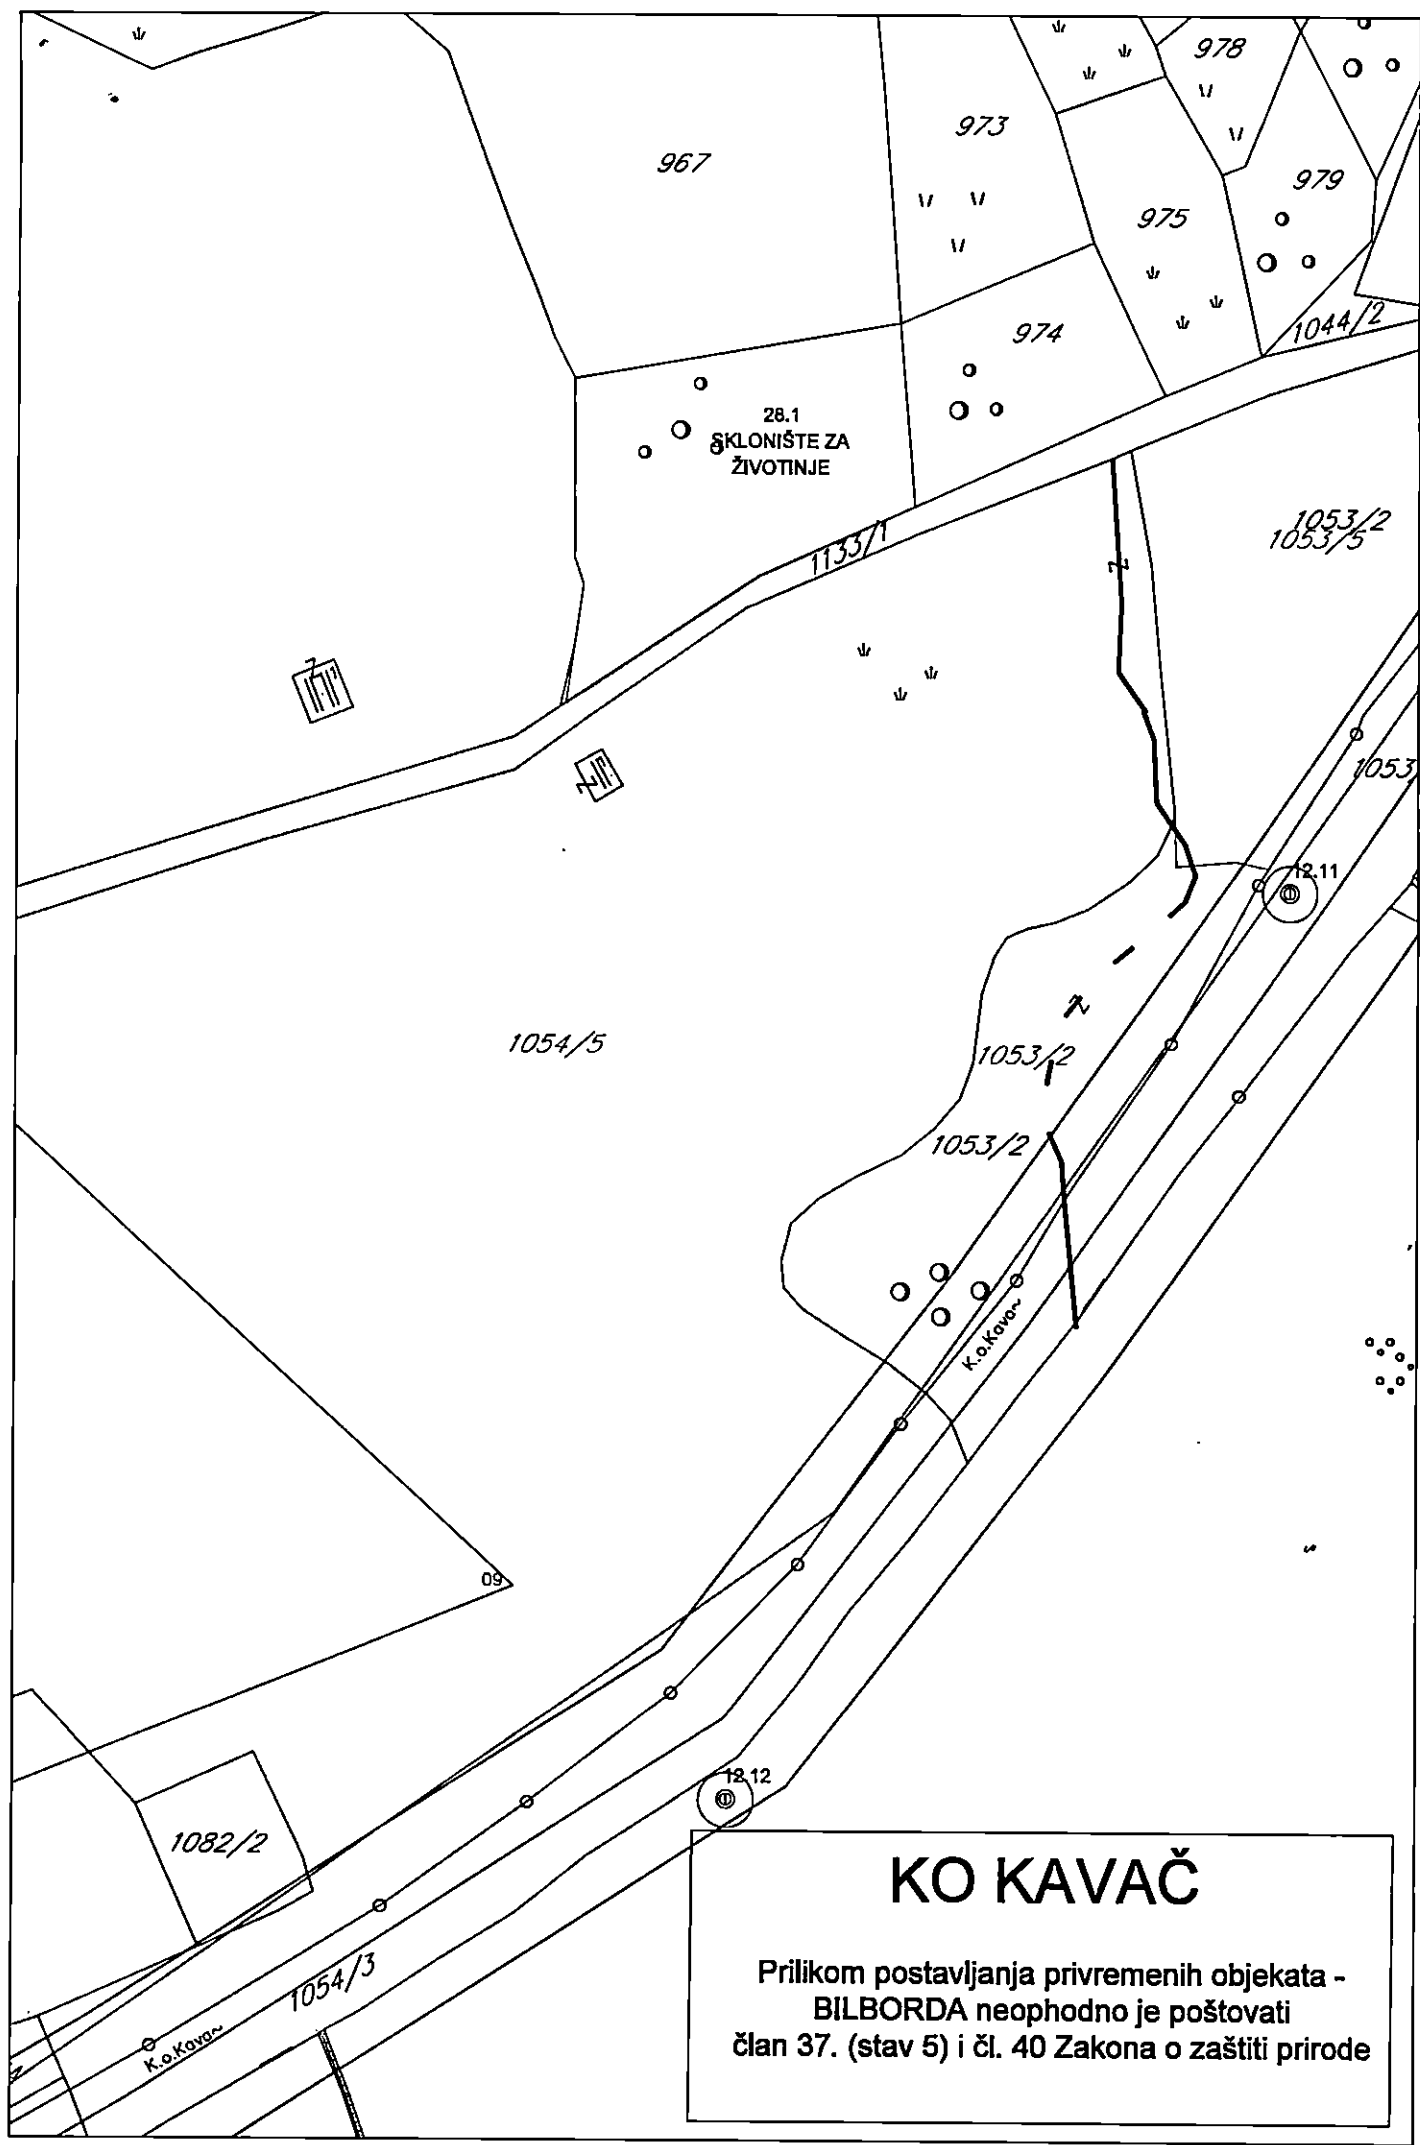 978
973
967
979
975
974
1044/2
28.1
SKLONIŠTE ZA
ŽIVOTINJE
1053/2
1053/5
1133/1
1053/
12.11
1054/5
1053/2
1053/2
K.o.Kava~
09
12.12
1082/2
1054/3
K.o.Kava~
KO KAVAČ
Prilikom postavljanja privremenih objekata -
BILBORDA neophodno je poštovati
član 37. (stav 5) i čl. 40 Zakona o zaštiti prirode